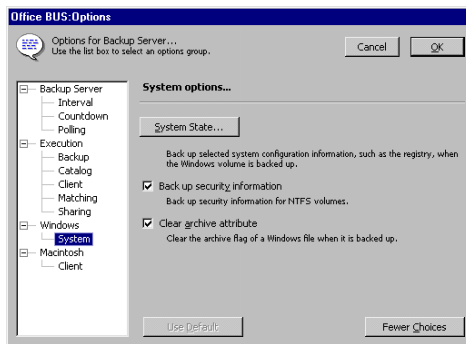 Office BUS:Options
Options for Backup Server...
Use the list box to select an options group.
Cancel
OK
Backup Server
Interval
Countdown
Polling
Execution
Backup
Catalog
Client
Matching
Sharing
Windows
System
Macintosh
Client
System options...
System State...
Back up selected system configuration information, such as the registry, when
the Windows volume is backed up.
Back up security information
Back up security information for NTFS volumes.
Clear archive attribute
Clear the archive flag of a Windows file when it is backed up.
Use Default
Fewer Choices